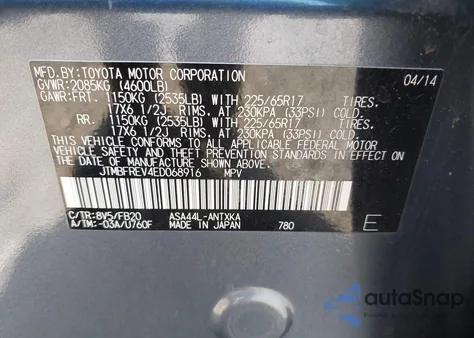 MFD.BY:TOYOTA MOTOR CORPORATION 04/14
GVWR:2085KG (4600LB)
GAWR:FRT. 1150KG (2535LB) WITH 225/65R17 TIRES.
17X6 1/2J RIMS. AT 230KPA (33PSI) COLD.
RR. 1150KG (2535LB) WITH 225/65R17 TIRES.
17X6 1/2J RIMS. AT 230KPA (33PSI) COLD.
THIS VEHICLE CONFORMS TO ALL APPLICABLE FEDERAL MOTOR
VEHICLE SAFETY AND THEFT PREVENTION STANDARDS IN
EFFECT ON THE DATE OF MANUFACTURE SHOWN ABOVE.
JTMBFREV4ED068916 MPV
C/TR:8V5/FB20 ASA44L-ANTXKA
A/TM:-03A/U760F MADE IN JAPAN 780 E
autoSnap